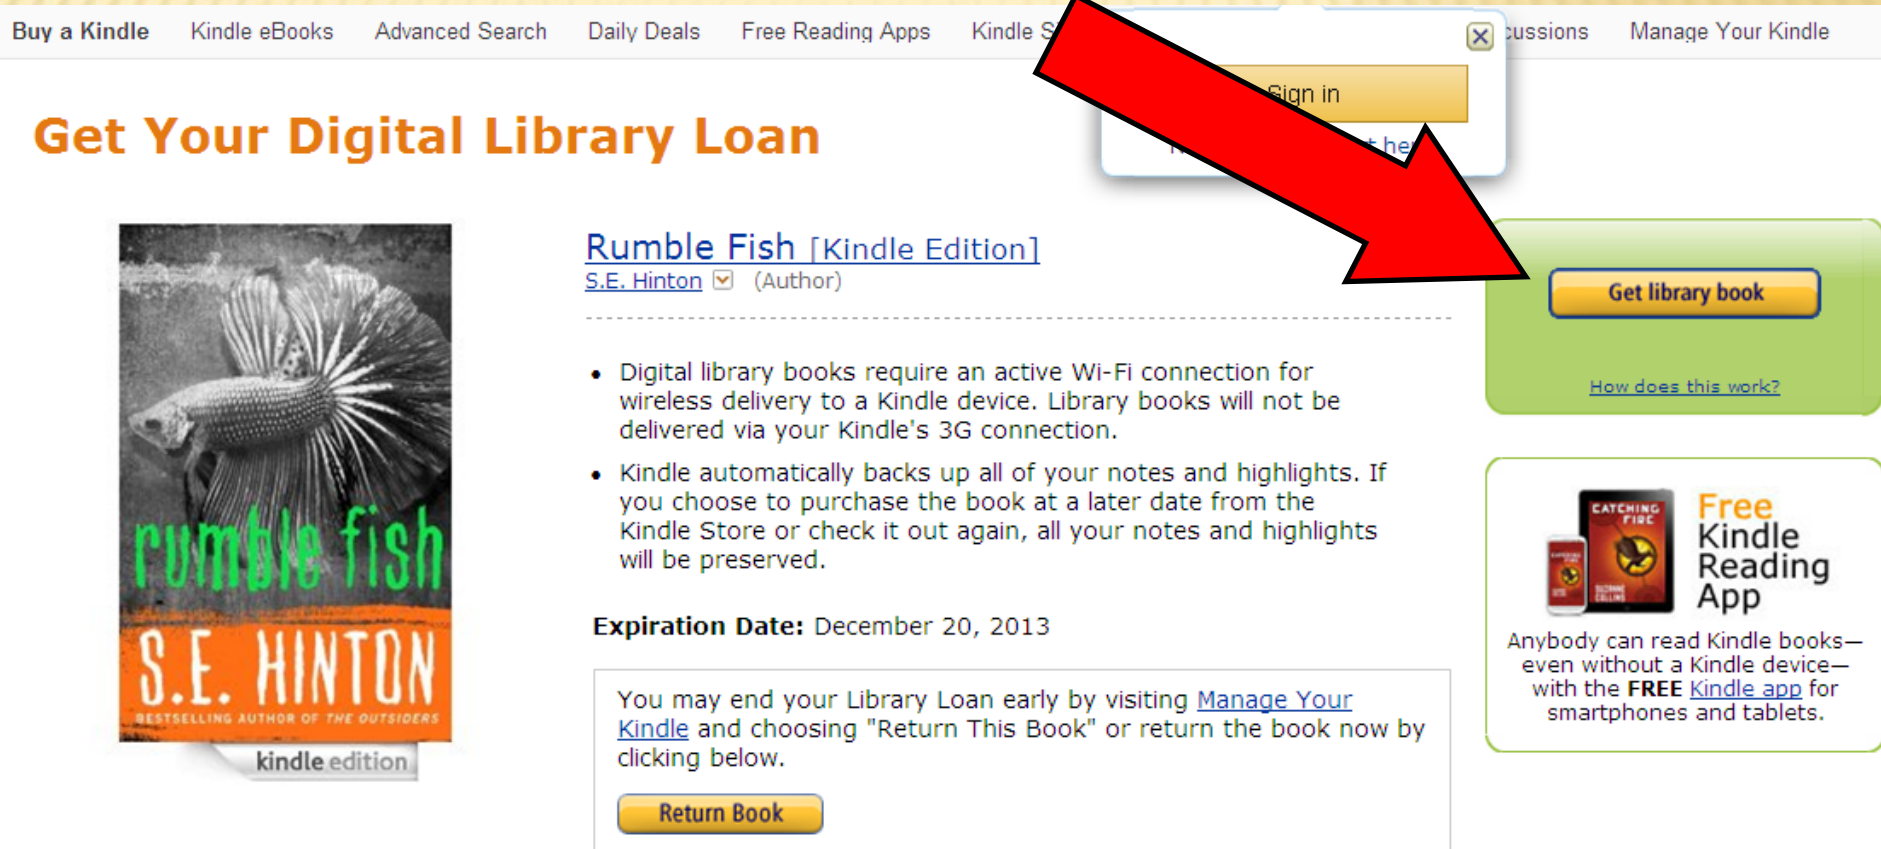 Buy a Kindle Kindle eBooks Advanced Search Daily Deals Free Reading Apps Kindle Manage Your Kindle
Sign in
Get Your Digital Library Loan
Rumble Fish [Kindle Edition]
S.E. Hinton (Author)
Get library book
How does this work?
Digital library books require an active Wi-Fi connection for
wireless delivery to a Kindle device. Library books will not be
delivered via your Kindle's 3G connection.
Kindle automatically backs up all of your notes and highlights. If
you choose to purchase the book at a later date from the
Kindle Store or check it out again, all your notes and highlights
will be preserved.
Expiration Date: December 20, 2013
You may end your Library Loan early by visiting Manage Your
Kindle and choosing "Return This Book" or return the book now by
clicking below.
Return Book
rumble fish
S.E. HINTON
BESTSELLING AUTHOR OF THE OUTSIDERS
kindle edition
CATCHING
FIRE
SUZANNE
COLLINS
Free
Kindle
Reading
App
Anybody can read Kindle books—
even without a Kindle device—
with the FREE Kindle app for
smartphones and tablets.